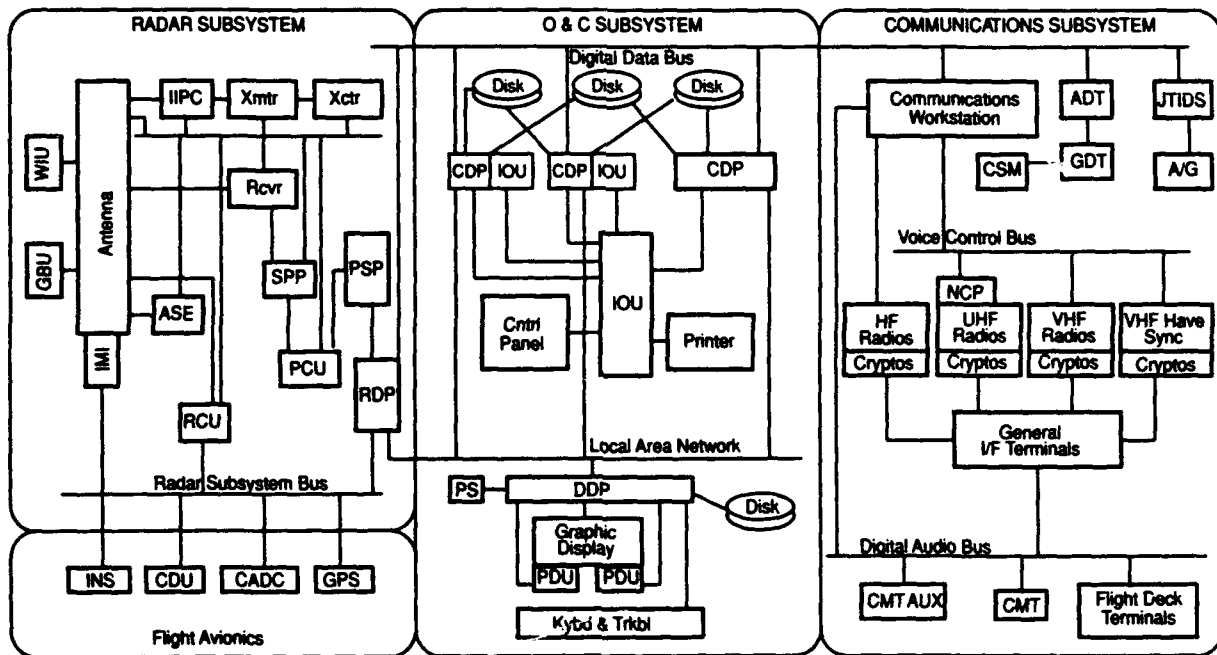 RADAR SUBSYSTEM
IIPC
Xmtr
Xctr
W/U
Antenna
Rcvr
GBU
SPP
PSP
ASE
IMI
PCU
RDP
RCU
Radar Subsystem Bus
INS
CDU
CADC
GPS
Flight Avionics
O & C SUBSYSTEM
Digital Data Bus
Disk
Disk
Disk
CDP
IOU
CDP
IOU
CDP
IOU
Cntrl
Panel
Printer
Local Area Network
PS
DDP
Disk
Graphic
Display
PDU
PDU
Kybd & Trkbl
COMMUNICATIONS SUBSYSTEM
Communications
Workstation
ADT
JTIDS
CSM
GDT
A/G
Voice Control Bus
NCP
HF
Radios
Cryptos
UHF
Radios
Cryptos
VHF
Radios
Cryptos
VHF Have
Sync
Cryptos
General
I/F Terminals
Digital Audio Bus
CMT AUX
CMT
Flight Deck
Terminals